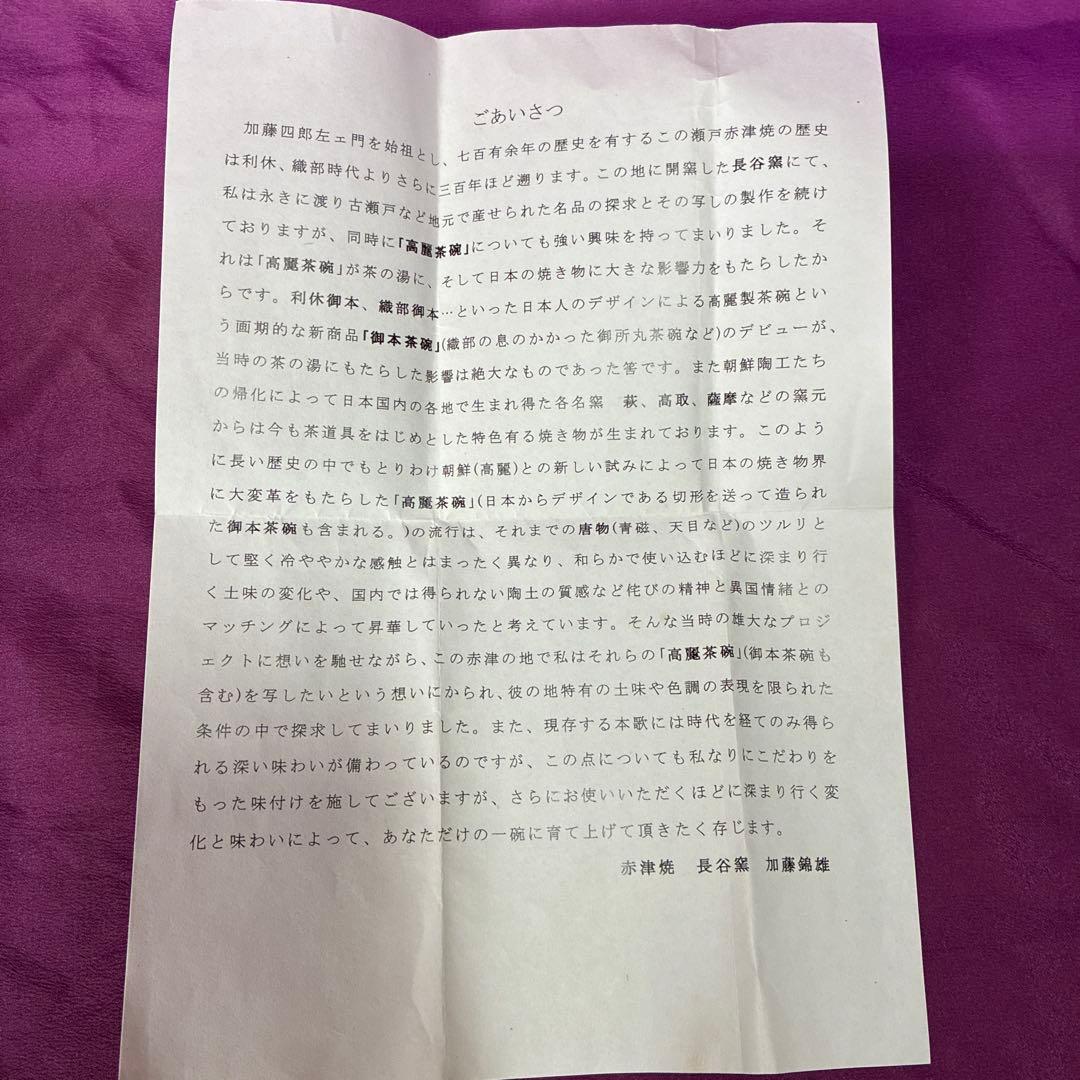 ごあいさつ
加藤四郎左ェ門を始祖とし、七百有余年の歴史を有するこの瀬戸赤津焼の歴史
は利休、織部時代よりさらに三百年ほど遡ります。この地に開窯した長谷窯にて、
私は永きに渡り古瀬戸など地元で産せられた名品の探求とその写しの製作を続け
ておりますが、同時に「高麗茶碗」についても強い興味を持ってまいりました。そ
れは「高麗茶碗」が茶の湯に、そして日本の焼き物に大きな影響力をもたらしたか
らです。利休御本、織部御本…といった日本人のデザインによる高麗製茶碗とい
う画期的な新商品「御本茶碗」(織部の息のかかった御所丸茶碗など)のデビューが、
当時の茶の湯にもたらした影響は絶大なものであった筈です。また朝鮮陶工たち
の帰化によって日本国内の各地で生まれ得た各名窯　萩、高取、薩摩などの窯元
からは今も茶道具をはじめとした特色有る焼き物が生まれております。このよう
に長い歴史の中でもとりわけ朝鮮(高麗)との新しい試みによって日本の焼き物界
に大変革をもたらした「高麗茶碗」(日本からデザインである切形を送って造られ
た御本茶碗も含まれる。)の流行は、それまでの唐物(青磁、天目など)のツルリと
して堅く冷ややかな感触とはまったく異なり、和らかで使い込むほどに深まり行
く土味の変化や、国内では得られない陶土の質感など侘びの精神と異国情緒との
マッチングによって昇華していったと考えています。そんな当時の雄大なプロジ
ェクトに想いを馳せながら、この赤津の地で私はそれらの「高麗茶碗」(御本茶碗も
含む)を写したいという想いにかられ、彼の地特有の土味や色調の表現を限られた
条件の中で探求してまいりました。また、現存する本歌には時代を経てのみ得ら
れる深い味わいが備わっているのですが、この点についても私なりにこだわりを
もった味付けを施してございますが、さらにお使いいただくほどに深まり行く変
化と味わいによって、あなただけの一碗に育て上げて頂きたく存じます。
赤津焼　長谷窯　加藤錦雄